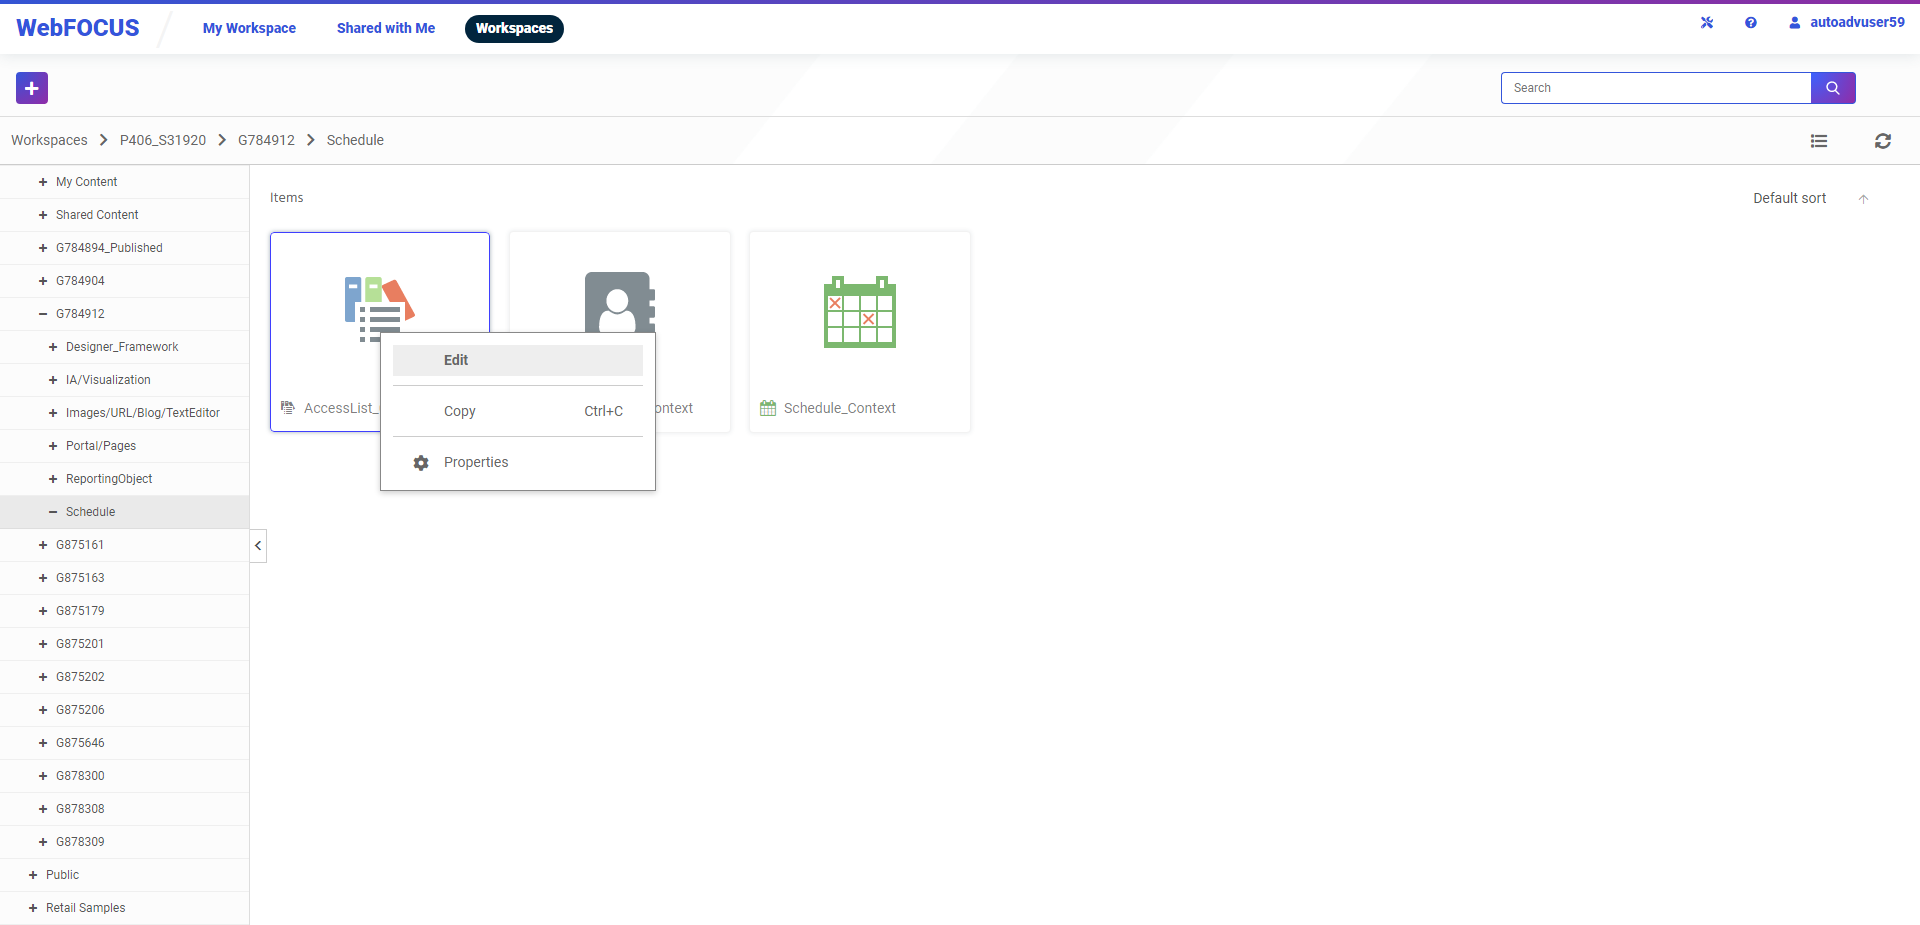 WebFOCUS
My Workspace
Shared with Me
Workspaces
autoadvuser59
Search
Workspaces
P406_S31920
G784912
Schedule
My Content
Shared Content
G784894_Published
G784904
G784912
Designer_Framework
IA/Visualization
Images/URL/Blog/TextEditor
Portal/Pages
ReportingObject
Schedule
G875161
G875163
G875179
G875201
G875202
G875206
G875646
G878300
G878308
G878309
Public
Retail Samples
Items
Default sort
Edit
Copy Ctrl+C
Properties
AccessList_
ontext
Schedule_Context